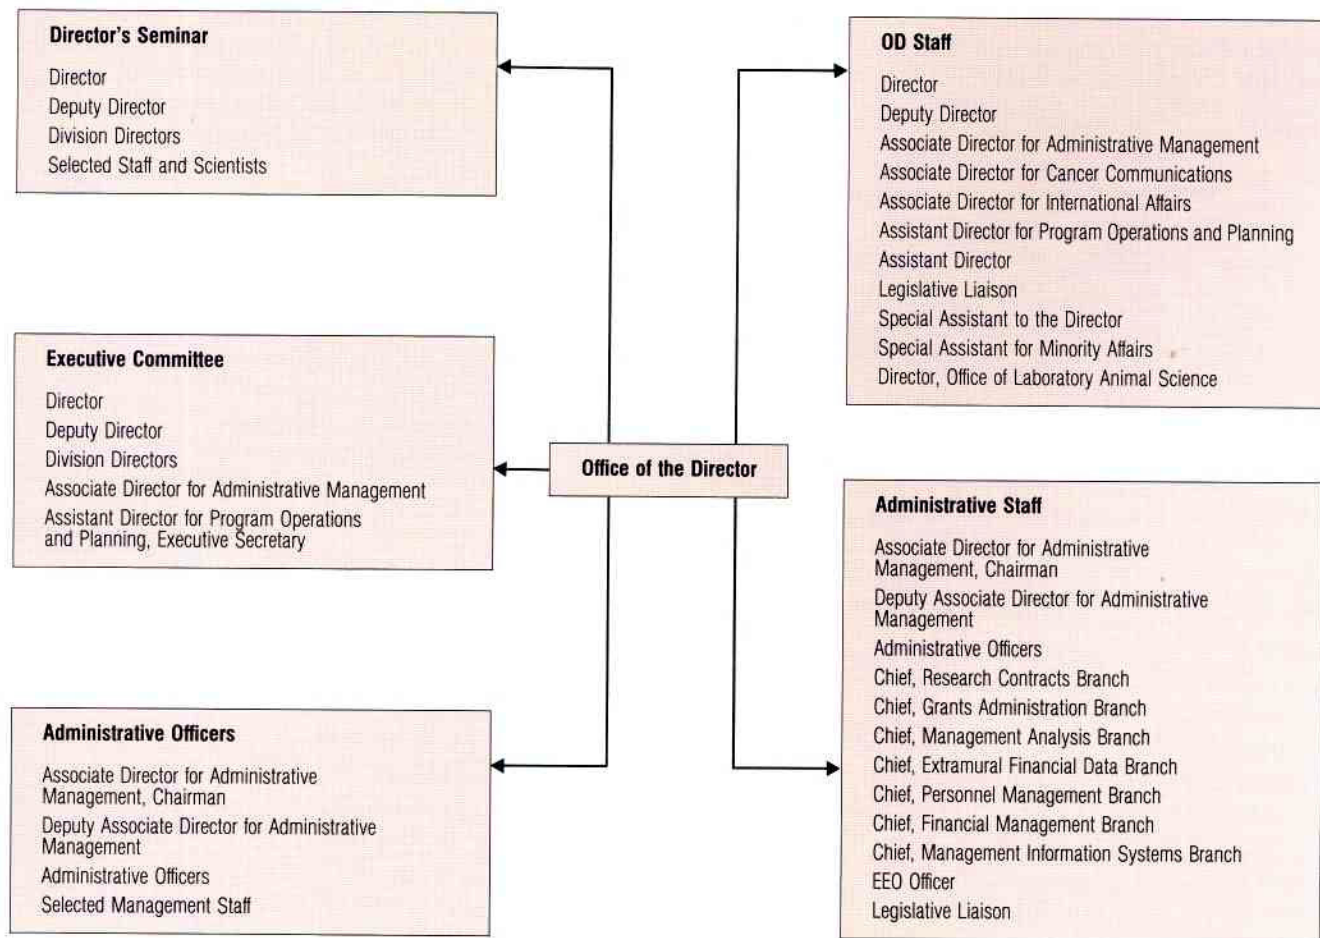 Director's Seminar
Director
Deputy Director
Division Directors
Selected Staff and Scientists
Executive Committee
Director
Deputy Director
Division Directors
Associate Director for Administrative Management
Assistant Director for Program Operations
and Planning, Executive Secretary
Administrative Officers
Associate Director for Administrative
Management, Chairman
Deputy Associate Director for Administrative
Management
Administrative Officers
Selected Management Staff
Office of the Director
OD Staff
Director
Deputy Director
Associate Director for Administrative Management
Associate Director for Cancer Communications
Associate Director for International Affairs
Assistant Director for Program Operations and Planning
Assistant Director
Legislative Liaison
Special Assistant to the Director
Special Assistant for Minority Affairs
Director, Office of Laboratory Animal Science
Administrative Staff
Associate Director for Administrative
Management, Chairman
Deputy Associate Director for Administrative
Management
Administrative Officers
Chief, Research Contracts Branch
Chief, Grants Administration Branch
Chief, Management Analysis Branch
Chief, Extramural Financial Data Branch
Chief, Personnel Management Branch
Chief, Financial Management Branch
Chief, Management Information Systems Branch
EEO Officer
Legislative Liaison